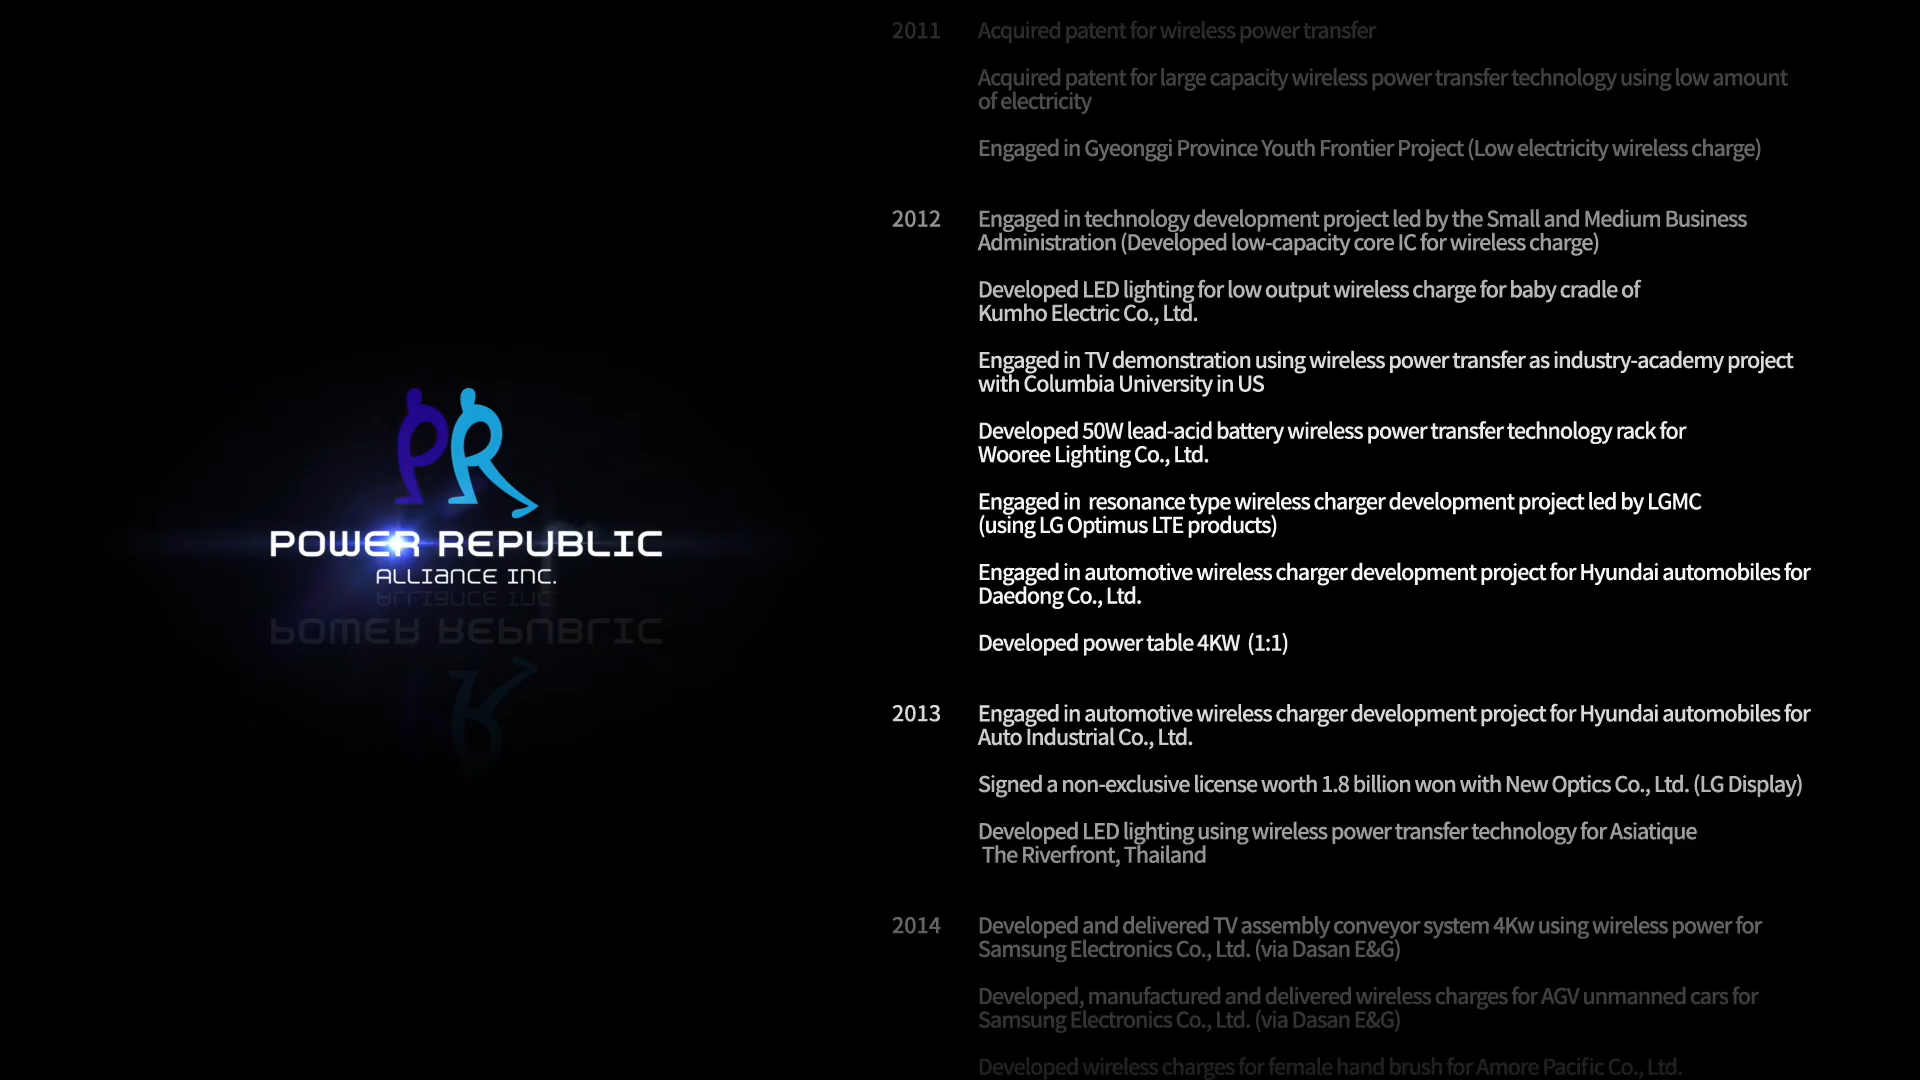 POWER REPUBLIC
ALLIANCE INC.
2011 Acquired patent for wireless power transfer
Acquired patent for large capacity wireless power transfer technology using low amount
of electricity
Engaged in Gyeonggi Province Youth Frontier Project (Low electricity wireless charge)
2012 Engaged in technology development project led by the Small and Medium Business
Administration (Developed low-capacity core IC for wireless charge)
Developed LED lighting for low output wireless charge for baby cradle of
Kumho Electric Co., Ltd.
Engaged in TV demonstration using wireless power transfer as industry-academy project
with Columbia University in US
Developed 50W lead-acid battery wireless power transfer technology rack for
Wooree Lighting Co., Ltd.
Engaged in resonance type wireless charger development project led by LGMC
(using LG Optimus LTE products)
Engaged in automotive wireless charger development project for Hyundai automobiles for
Daedong Co., Ltd.
Developed power table 4KW (1:1)
2013 Engaged in automotive wireless charger development project for Hyundai automobiles for
Auto Industrial Co., Ltd.
Signed a non-exclusive license worth 1.8 billion won with New Optics Co., Ltd. (LG Display)
Developed LED lighting using wireless power transfer technology for Asiatique
The Riverfront, Thailand
2014 Developed and delivered TV assembly conveyor system 4Kw using wireless power for
Samsung Electronics Co., Ltd. (via Dasan E&G)
Developed, manufactured and delivered wireless charges for AGV unmanned cars for
Samsung Electronics Co., Ltd. (via Dasan E&G)
Developed wireless charges for female hand brush for Amore Pacific Co., Ltd.